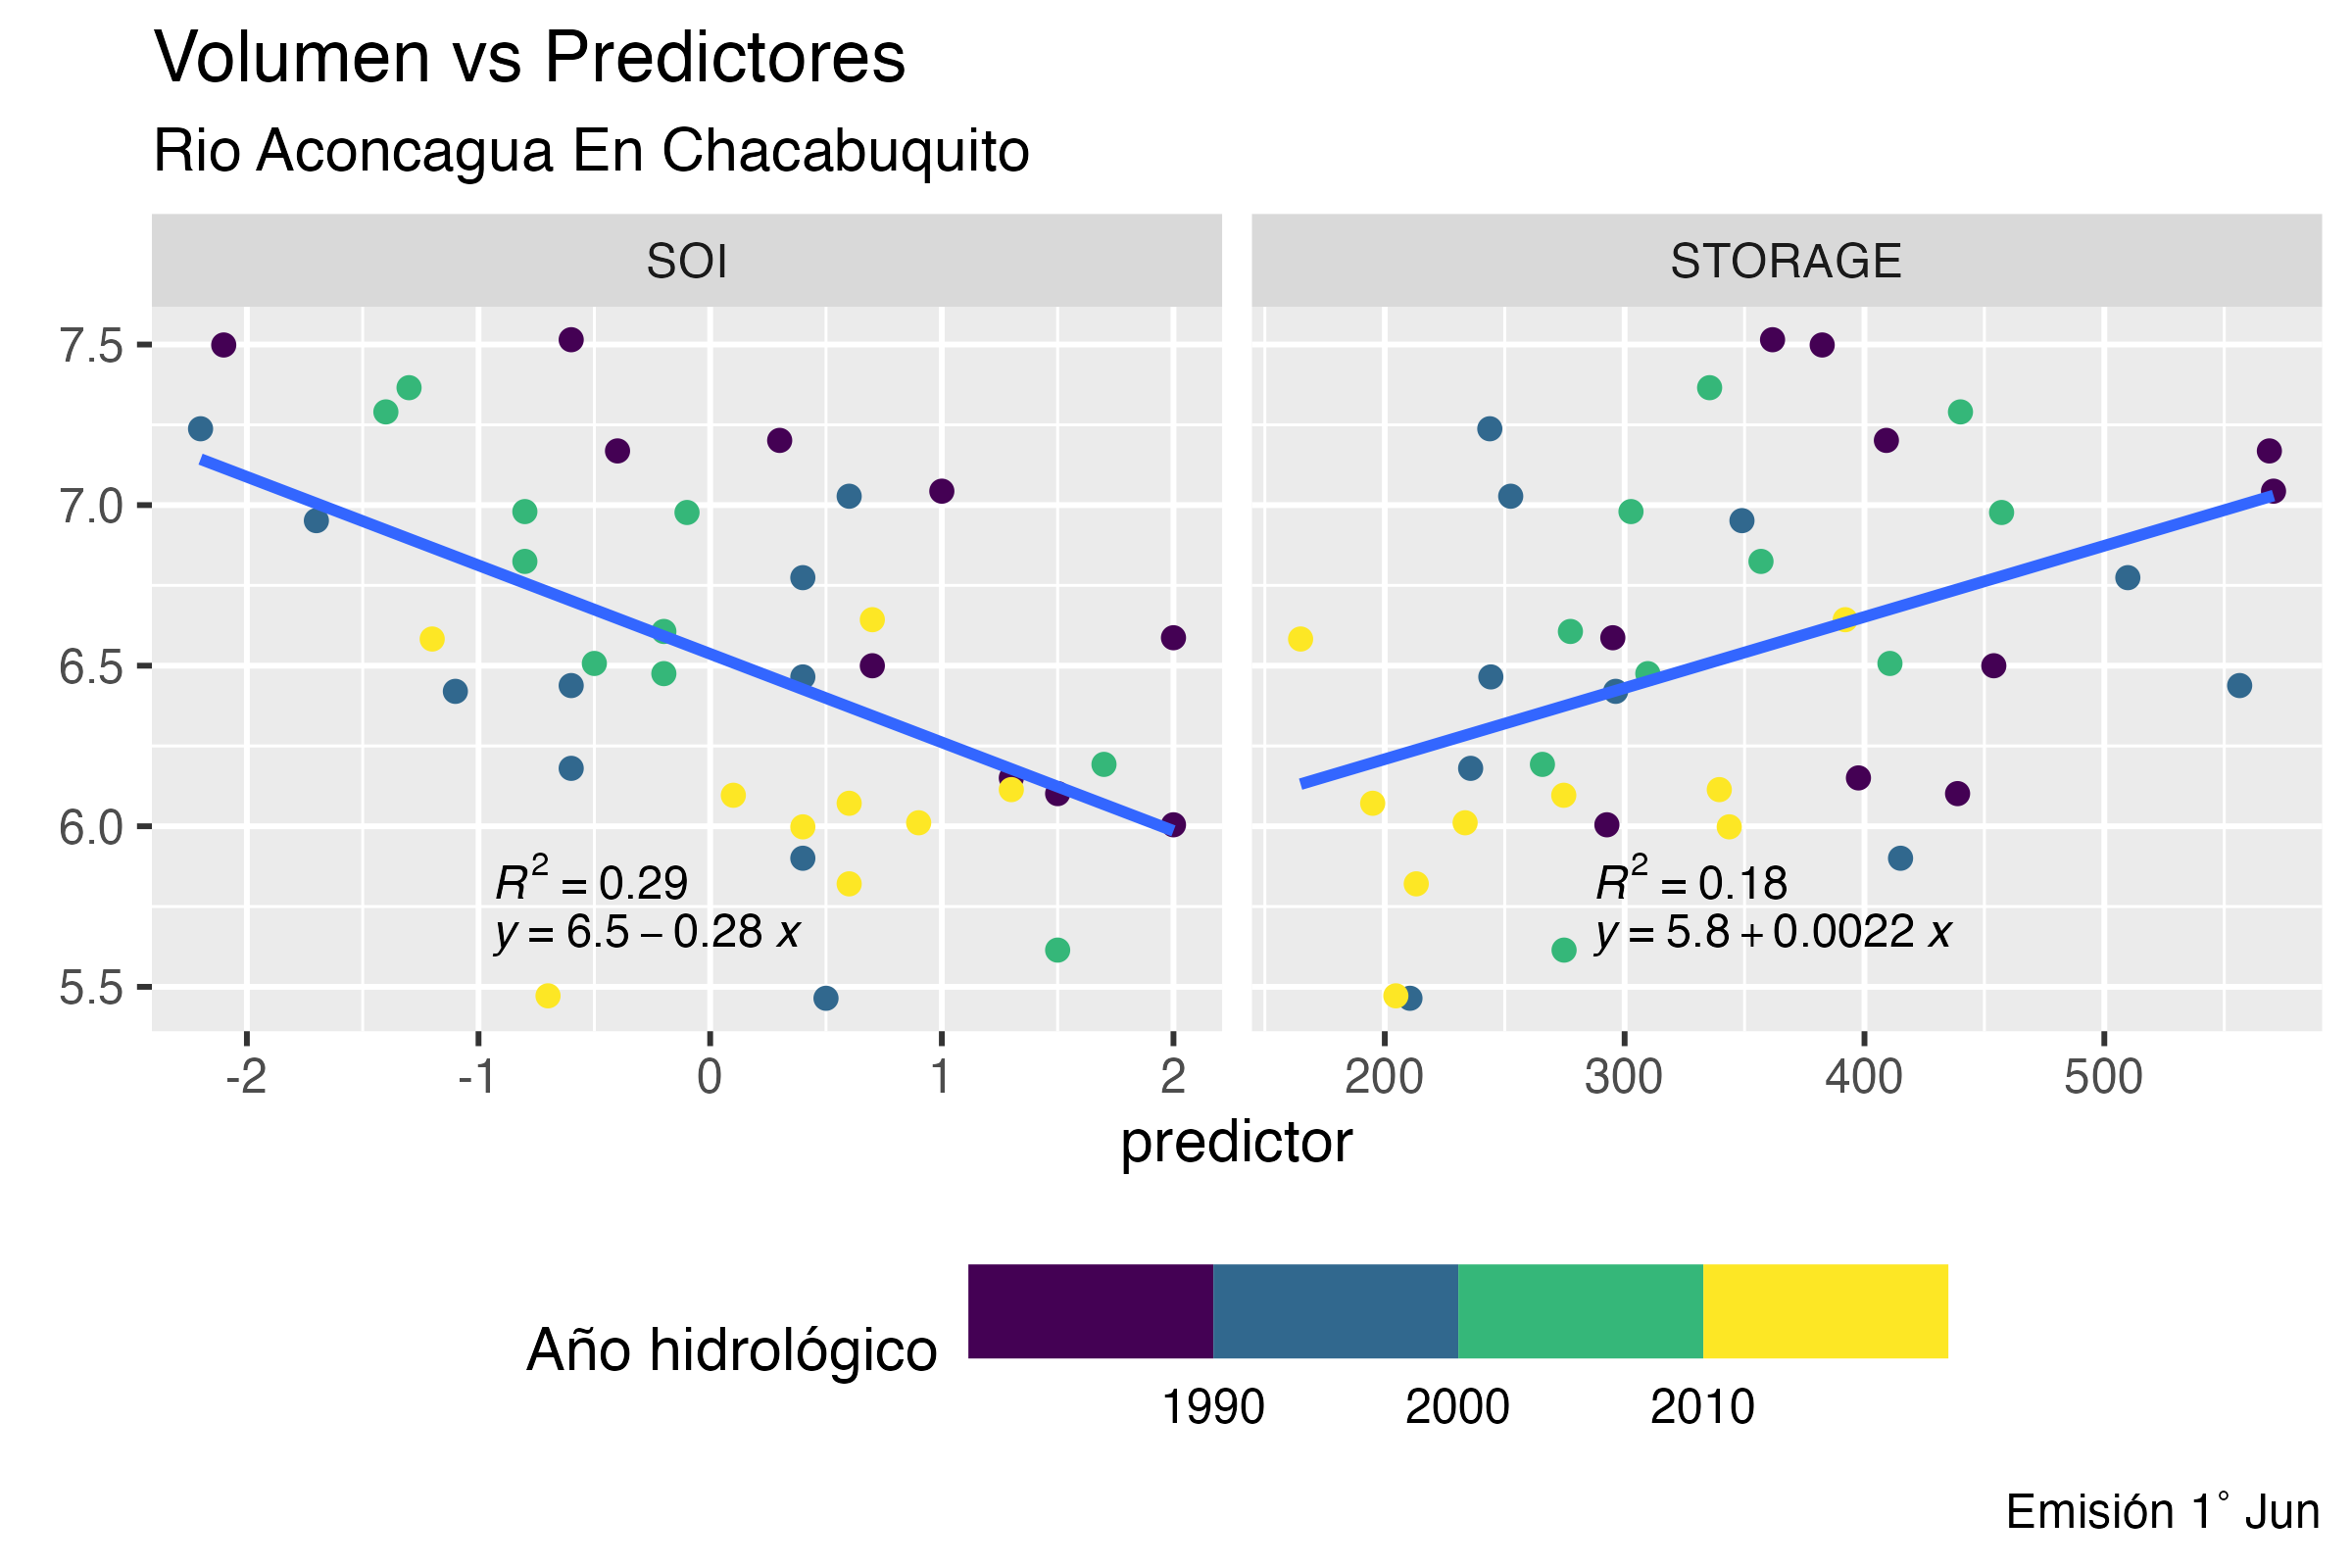 Volumen vs Predictores
Rio Aconcagua En Chacabuquito
SOI
STORAGE
7.5
7.0
6.5
6.0
5.5
R² = 0.29
y = 6.5 − 0.28 x
R² = 0.18
y = 5.8 + 0.0022 x
-2 -1 0 1 2
200 300 400 500
predictor
Año hidrológico
1990 2000 2010
Emisión 1˚ Jun